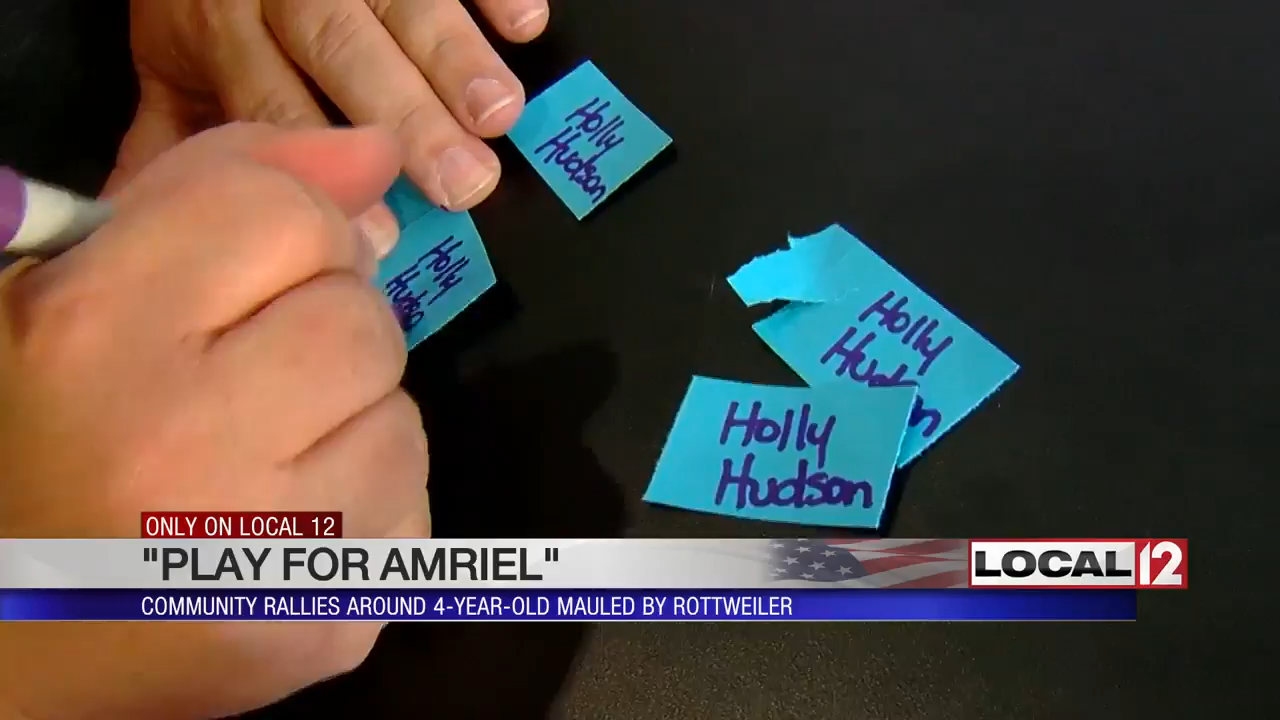 Holly
Hudson
Holly
Hudson
Holly
Hudson
Holly
Hudson
ONLY ON LOCAL 12
"PLAY FOR AMRIEL"
LOCAL 12
COMMUNITY RALLIES AROUND 4-YEAR-OLD MAULED BY ROTTWEILER